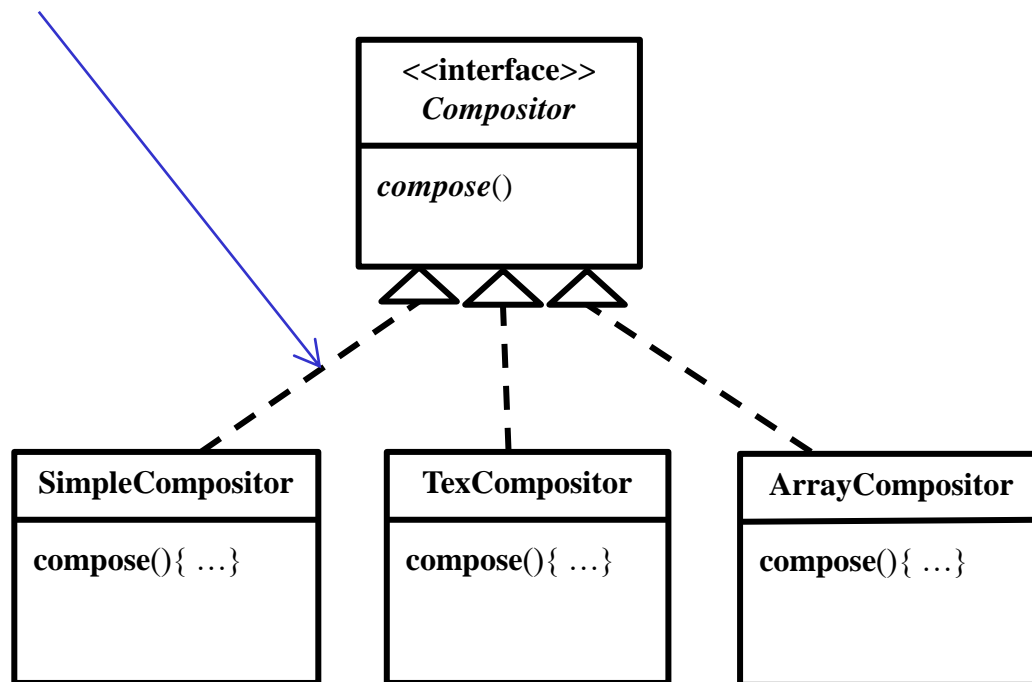 <<interface>>
Compositor
compose()
SimpleCompositor
compose(){ …}
TexCompositor
compose(){ …}
ArrayCompositor
compose(){ …}